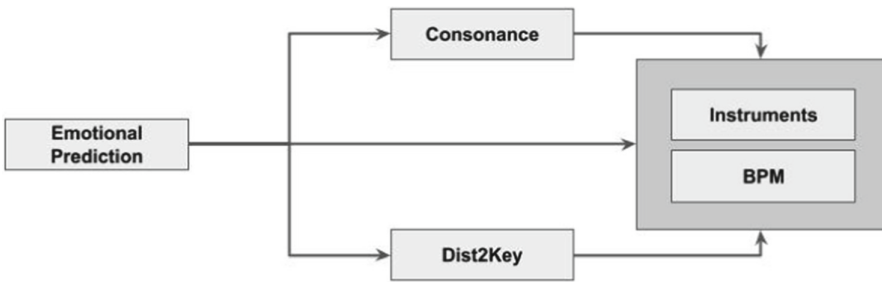 Consonance
Emotional
Prediction
Instruments
BPM
Dist2Key